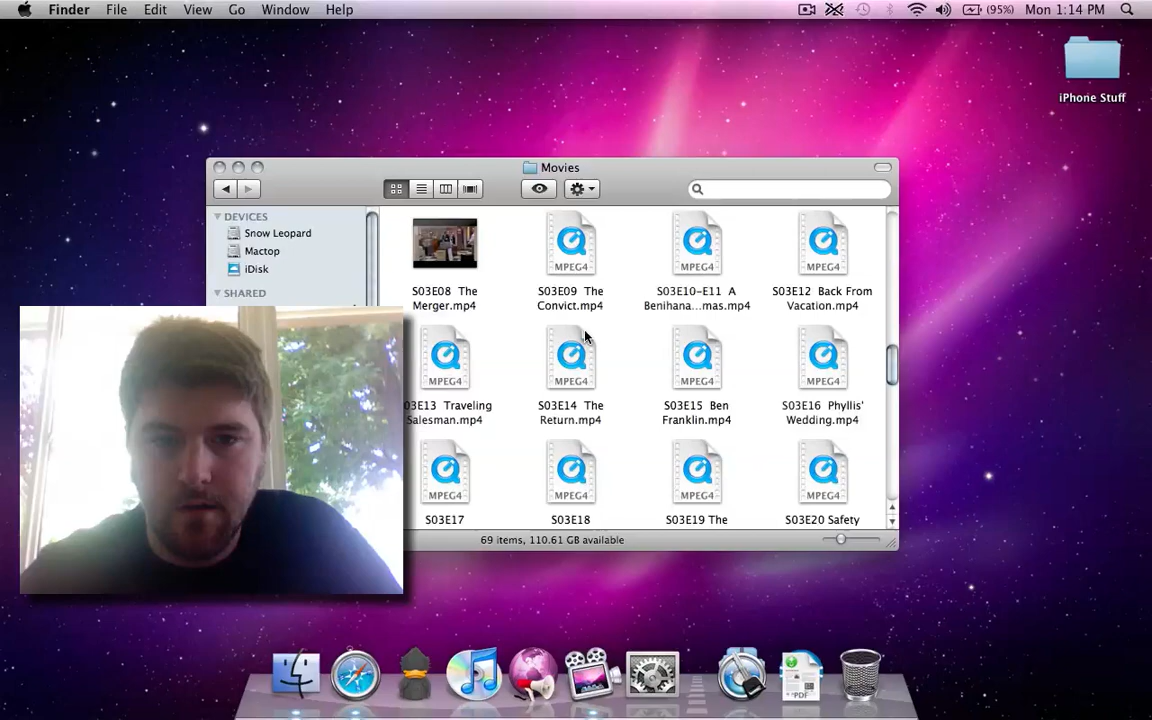 Finder File Edit View Go Window Help (95%) Mon 1:14 PM
iPhone Stuff
Movies
DEVICES
Snow Leopard
Mactop
iDisk
SHARED
MPEG4 MPEG4 MPEG4
S03E08 The Merger.mp4
S03E09 The Convict.mp4
S03E10-E11 A Benihana...mas.mp4
S03E12 Back From Vacation.mp4
MPEG4 MPEG4 MPEG4 MPEG4
S03E13 Traveling Salesman.mp4
S03E14 The Return.mp4
S03E15 Ben Franklin.mp4
S03E16 Phyllis' Wedding.mp4
MPEG4 MPEG4 MPEG4 MPEG4
S03E17 S03E18 S03E19 The S03E20 Safety
69 items, 110.61 GB available
PDF